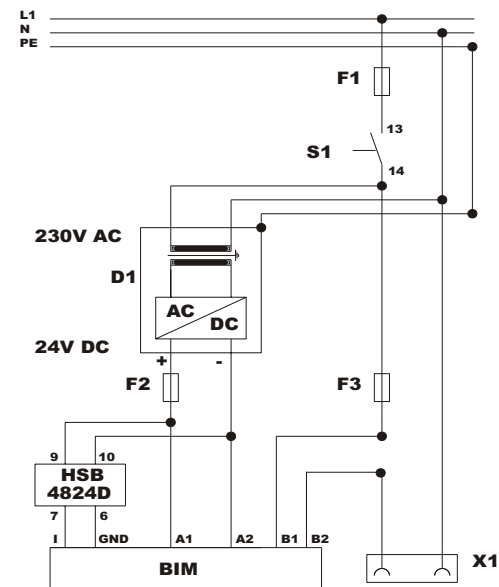 L1
N
PE
F1
13
S1
14
230V AC
D1
AC
DC
24V DC
+ -
F2
F3
9 10
HSB
4824D
7 6
I GND A1 A2 B1 B2
BIM
X1